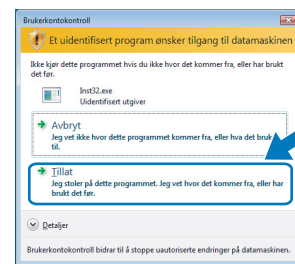 Brukerkontokontroll
Et uidentifisert program ønsker tilgang til datamaskinen
Ikke kjør dette programmet hvis du ikke vet hvor det kommer fra, eller har brukt
det før.
Inst32.exe
Uidentifisert utgiver
Avbryt
Jeg vet ikke hvor dette programmet kommer fra, eller hva det bruk
til.
Tillat
Jeg stoler på dette programmet. Jeg vet hvor det kommer fra, eller har
brukt det før.
Detaljer
Brukerkontokontroll bidrar til å stoppe uautoriserte endringer på datamaskinen.